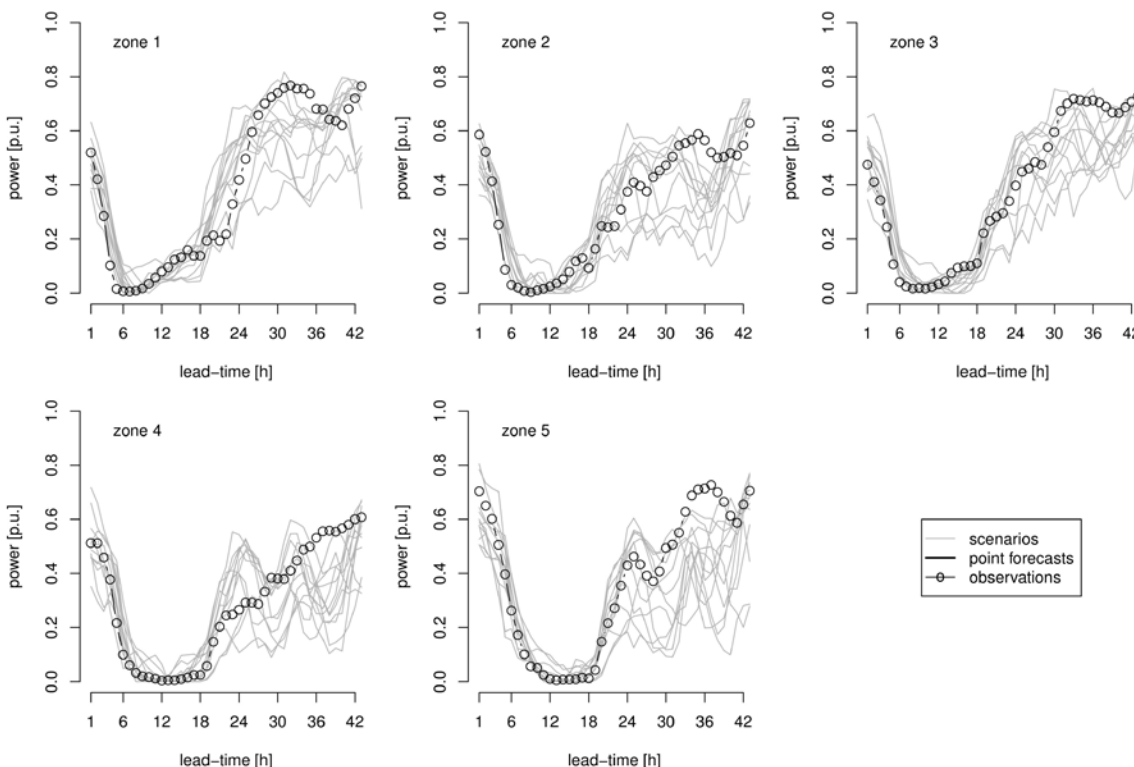 zone 1
power [p.u.]
0.0 0.2 0.4 0.6 0.8 1.0
1 6 12 18 24 30 36 42
lead−time [h]
zone 2
power [p.u.]
0.0 0.2 0.4 0.6 0.8 1.0
1 6 12 18 24 30 36 42
lead−time [h]
zone 3
power [p.u.]
0.0 0.2 0.4 0.6 0.8 1.0
1 6 12 18 24 30 36 42
lead−time [h]
zone 4
power [p.u.]
0.0 0.2 0.4 0.6 0.8 1.0
1 6 12 18 24 30 36 42
lead−time [h]
zone 5
power [p.u.]
0.0 0.2 0.4 0.6 0.8 1.0
1 6 12 18 24 30 36 42
lead−time [h]
scenarios
point forecasts
observations